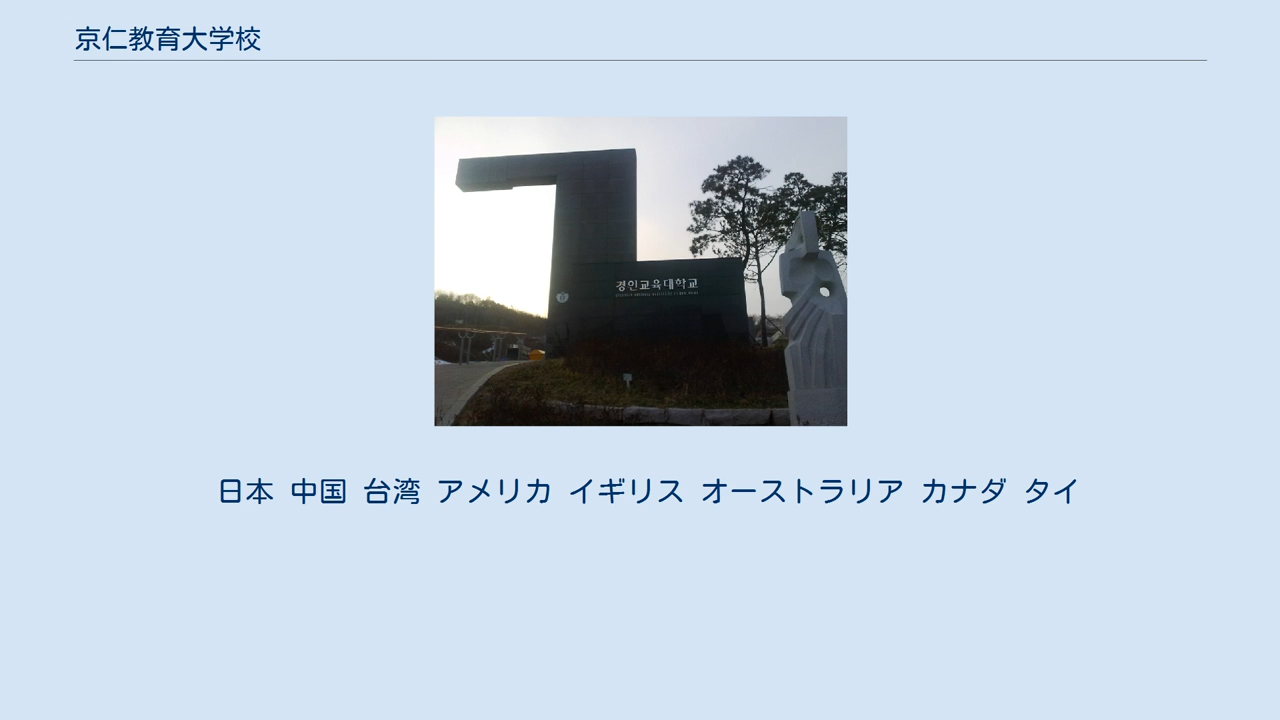 京仁教育大学校
경인교육대학교
日本 中国 台湾 アメリカ イギリス オーストラリア カナダ タイ